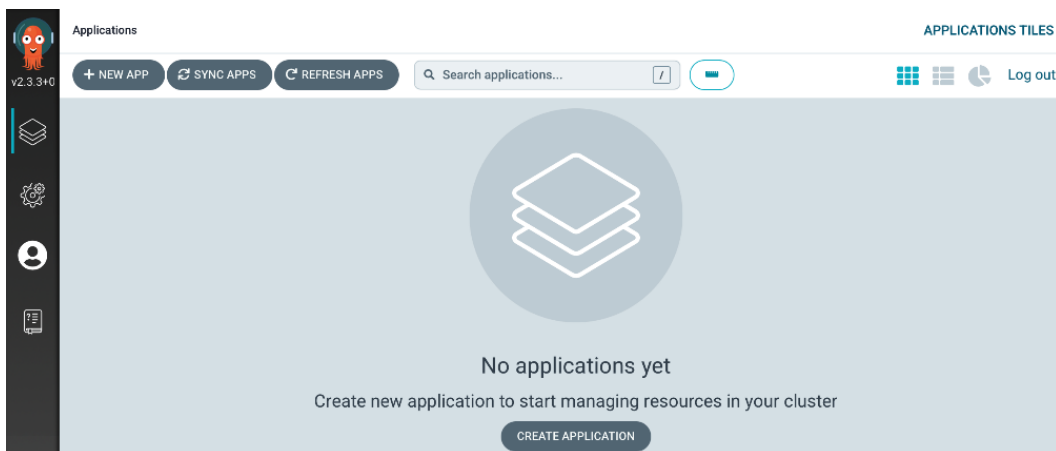 Applications
APPLICATIONS TILES
v2.3.3+0
+ NEW APP
SYNC APPS
REFRESH APPS
Search applications...
/
Log out
No applications yet
Create new application to start managing resources in your cluster
CREATE APPLICATION